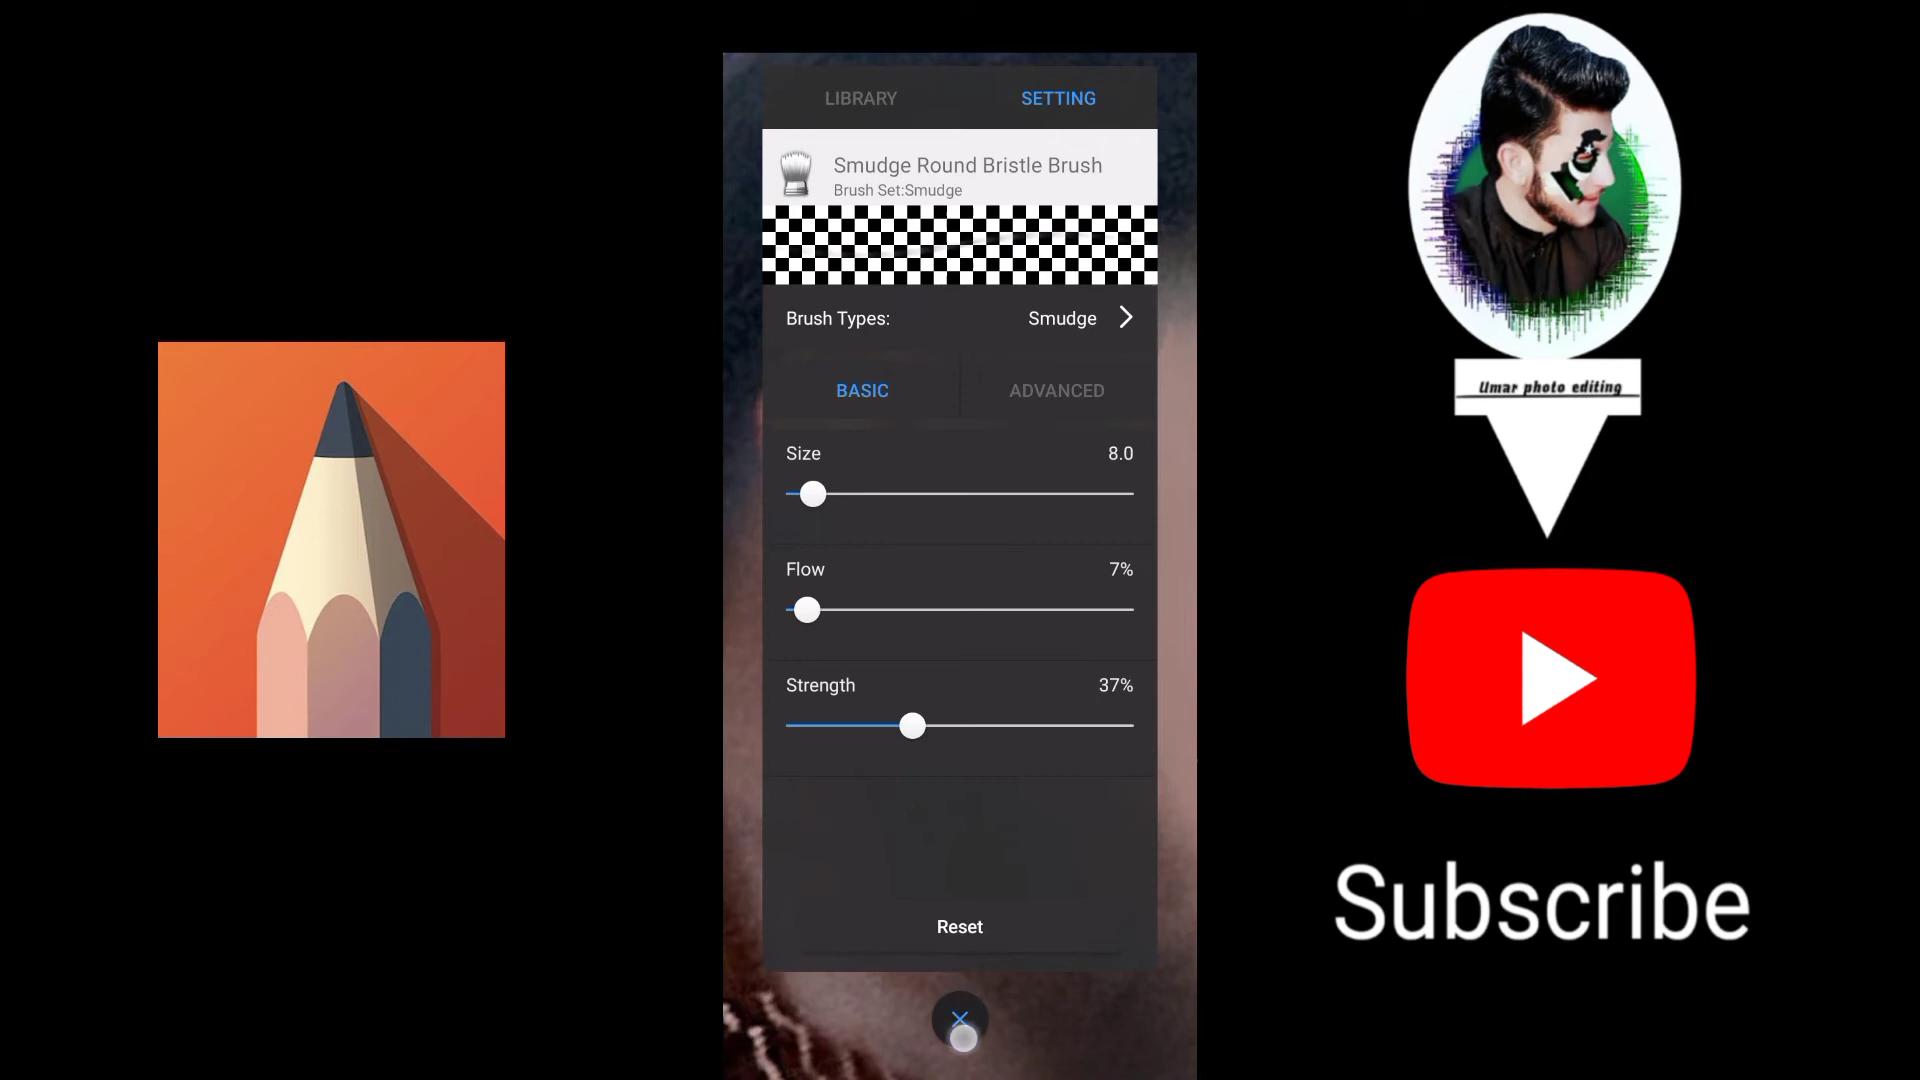 LIBRARY
SETTING
Smudge Round Bristle Brush
Brush Set:Smudge
Brush Types:
Smudge
BASIC
ADVANCED
Size
8.0
Flow
7%
Strength
37%
Reset
Umar photo editing
Subscribe